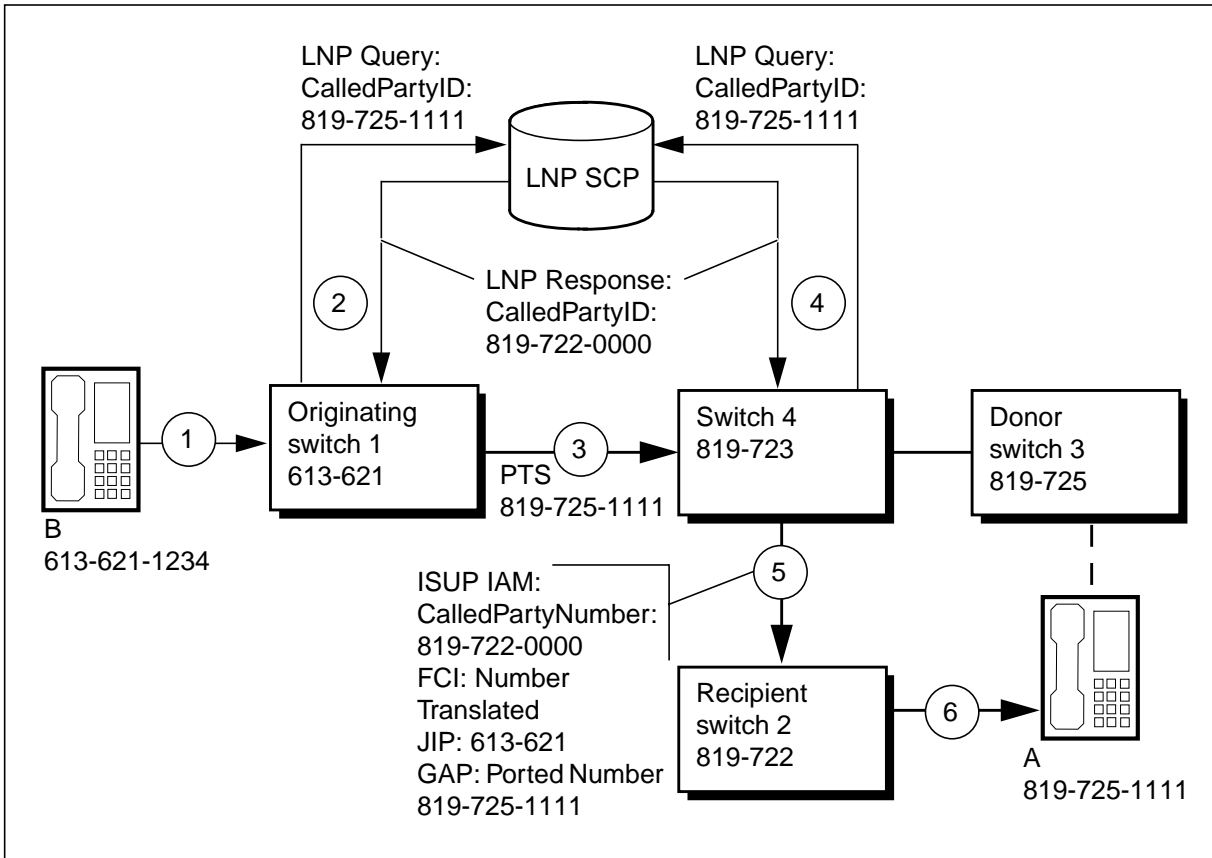 LNP Query:
CalledPartyID:
819-725-1111
LNP Query:
CalledPartyID:
819-725-1111
LNP SCP
LNP Response:
CalledPartyID:
819-722-0000
2
4
1
Originating
switch 1
613-621
3
PTS
819-725-1111
Switch 4
819-723
Donor
switch 3
819-725
B
613-621-1234
5
ISUP IAM:
CalledPartyNumber:
819-722-0000
FCI: Number
Translated
JIP: 613-621
GAP: Ported Number
819-725-1111
Recipient
switch 2
819-722
6
A
819-725-1111